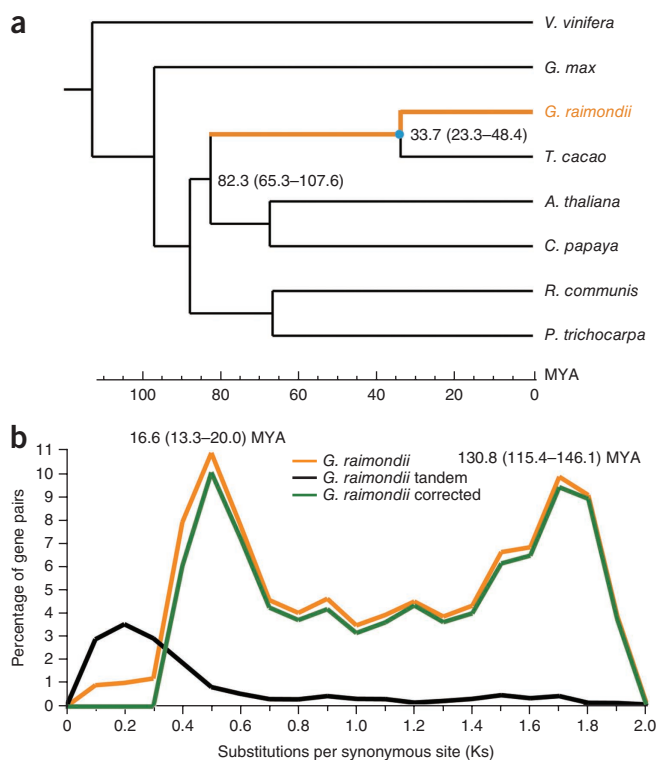 a
V. vinifera
G. max
G. raimondii
33.7 (23.3–48.4)
T. cacao
82.3 (65.3–107.6)
A. thaliana
C. papaya
R. communis
P. trichocarpa
MYA
100 80 60 40 20 0
b
16.6 (13.3–20.0) MYA
130.8 (115.4–146.1) MYA
G. raimondii
G. raimondii tandem
G. raimondii corrected
Percentage of gene pairs
11
10
9
8
7
6
5
4
3
2
1
0
0 0.2 0.4 0.6 0.8 1.0 1.2 1.4 1.6 1.8 2.0
Substitutions per synonymous site (Ks)